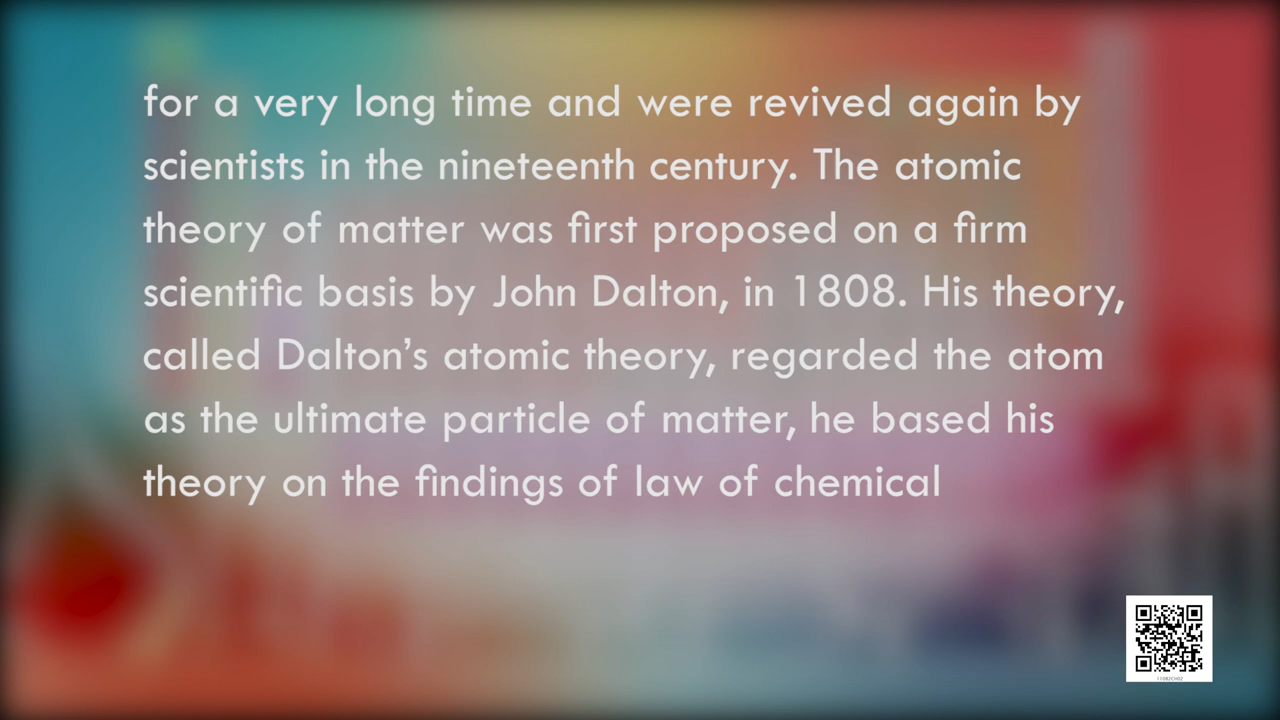 for a very long time and were revived again by
scientists in the nineteenth century. The atomic
theory of matter was first proposed on a firm
scientific basis by John Dalton, in 1808. His theory,
called Dalton’s atomic theory, regarded the atom
as the ultimate particle of matter, he based his
theory on the findings of law of chemical